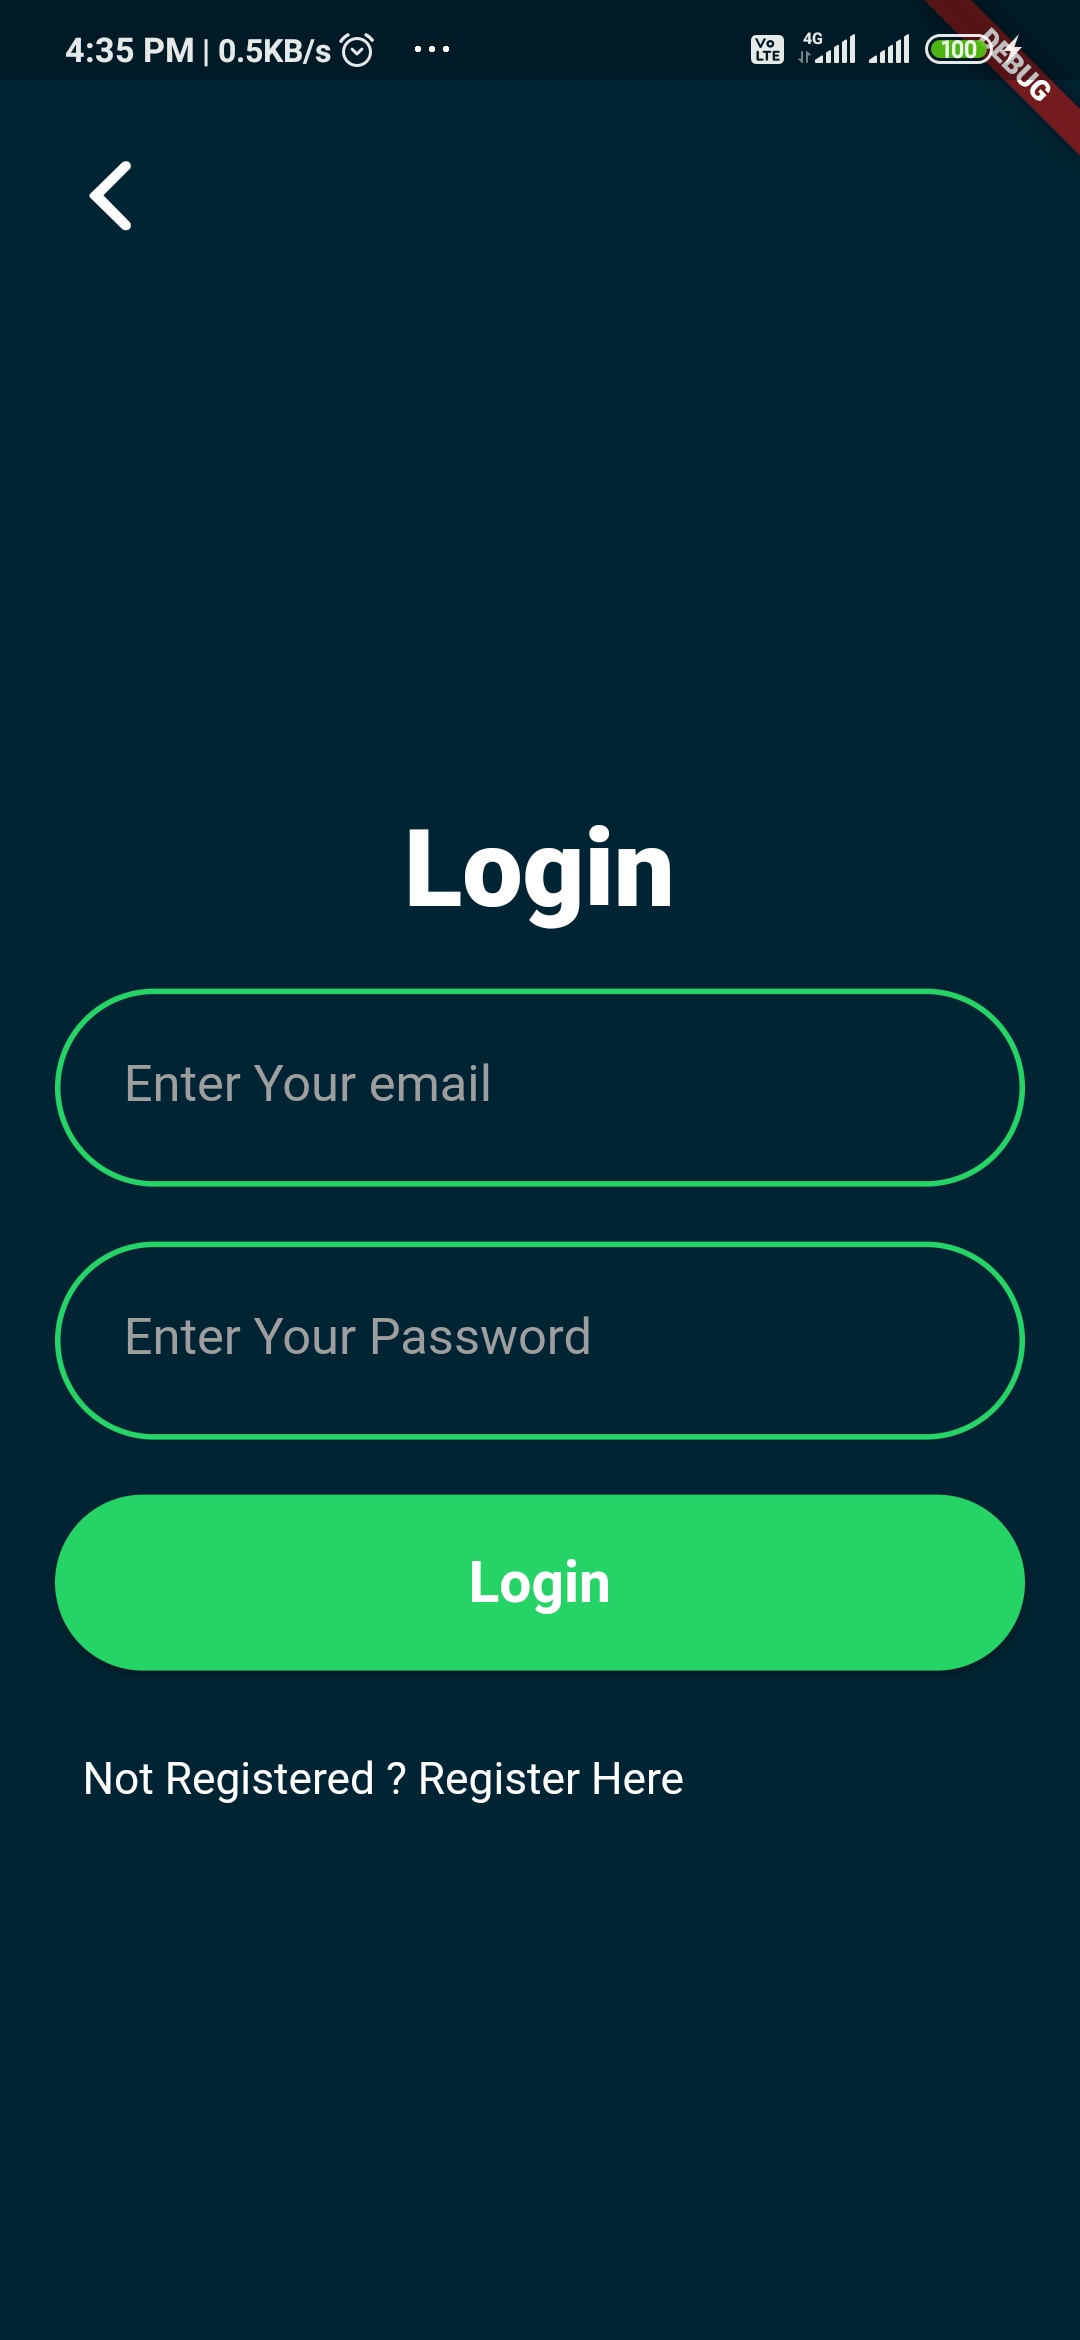 4:35 PM | 0.5KB/s ...
Vo LTE 4G 100
DEBUG
Login
Enter Your email
Enter Your Password
Login
Not Registered ? Register Here